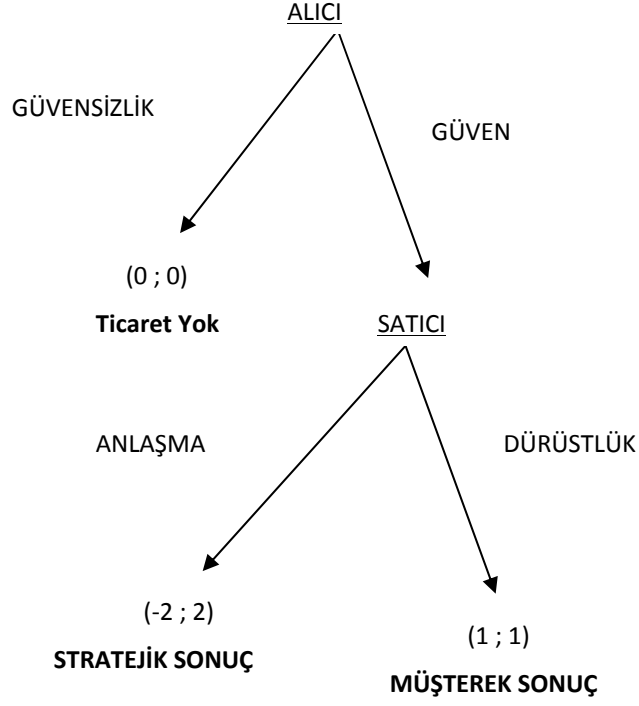 ALICI
GÜVENSİZLİK
GÜVEN
(0 ; 0)
Ticaret Yok
SATICI
ANLAŞMA
DÜRÜSTLÜK
(-2 ; 2)
STRATEJİK SONUÇ
(1 ; 1)
MÜŞTEREK SONUÇ